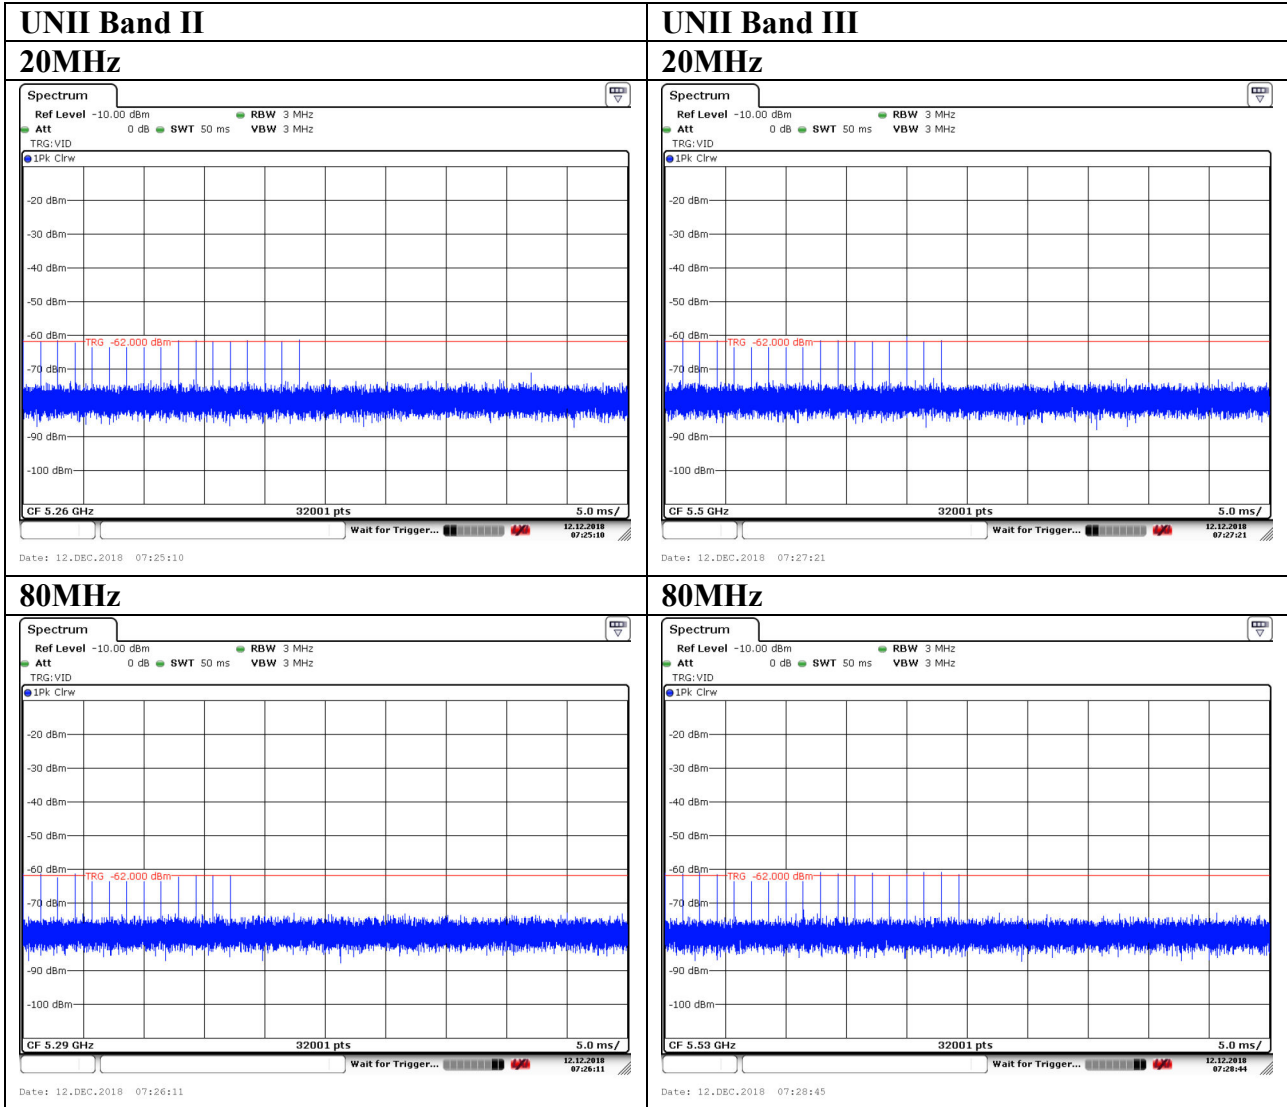 UNII Band II
UNII Band III
20MHz
20MHz
Spectrum
Ref Level -10.00 dBm RBW 3 MHz
Att 0 dB SWT 50 ms VBW 3 MHz
TRG:VID
1Pk Clrw
-20 dBm
-30 dBm
-40 dBm
-50 dBm
-60 dBm
TRG -62.000 dBm
-70 dBm
-90 dBm
-100 dBm
CF 5.26 GHz 32001 pts 5.0 ms/
Wait for Trigger... 12.12.2018
07:25:10
Date: 12.DEC.2018 07:25:10
Spectrum
Ref Level -10.00 dBm RBW 3 MHz
Att 0 dB SWT 50 ms VBW 3 MHz
TRG:VID
1Pk Clrw
-20 dBm
-30 dBm
-40 dBm
-50 dBm
-60 dBm
TRG -62.000 dBm
-70 dBm
-90 dBm
-100 dBm
CF 5.5 GHz 32001 pts 5.0 ms/
Wait for Trigger... 12.12.2018
07:27:21
Date: 12.DEC.2018 07:27:21
80MHz
80MHz
Spectrum
Ref Level -10.00 dBm RBW 3 MHz
Att 0 dB SWT 50 ms VBW 3 MHz
TRG:VID
1Pk Clrw
-20 dBm
-30 dBm
-40 dBm
-50 dBm
-60 dBm
TRG -62.000 dBm
-70 dBm
-90 dBm
-100 dBm
CF 5.29 GHz 32001 pts 5.0 ms/
Wait for Trigger... 12.12.2018
07:26:11
Date: 12.DEC.2018 07:26:11
Spectrum
Ref Level -10.00 dBm RBW 3 MHz
Att 0 dB SWT 50 ms VBW 3 MHz
TRG:VID
1Pk Clrw
-20 dBm
-30 dBm
-40 dBm
-50 dBm
-60 dBm
TRG -62.000 dBm
-70 dBm
-90 dBm
-100 dBm
CF 5.53 GHz 32001 pts 5.0 ms/
Wait for Trigger... 12.12.2018
07:28:44
Date: 12.DEC.2018 07:28:45